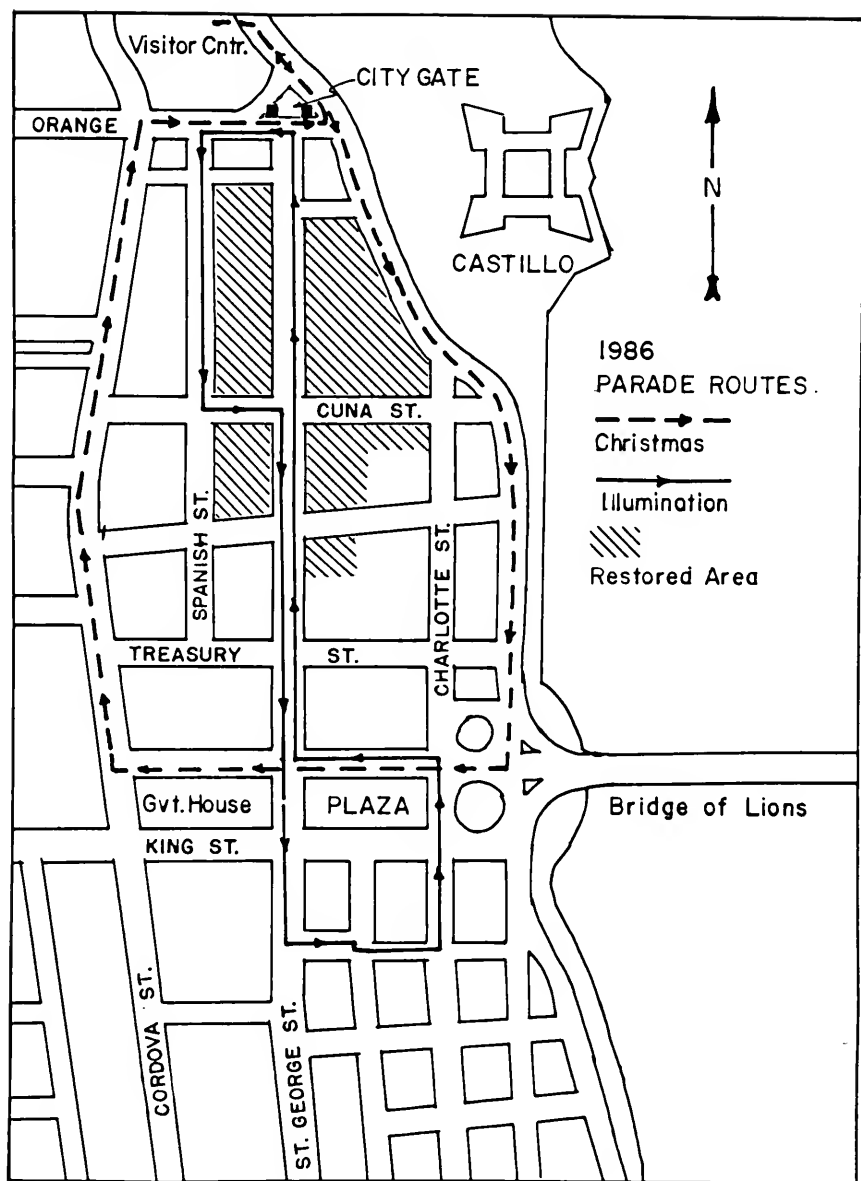 Visitor Cntr.
CITY GATE
ORANGE
N
CASTILLO
1986
PARADE ROUTES.
Christmas
Illumination
Restored Area
CUNA ST.
SPANISH ST.
CHARLOTTE ST.
TREASURY ST.
Gvt. House
PLAZA
Bridge of Lions
KING ST.
CORDOVA ST.
ST. GEORGE ST.